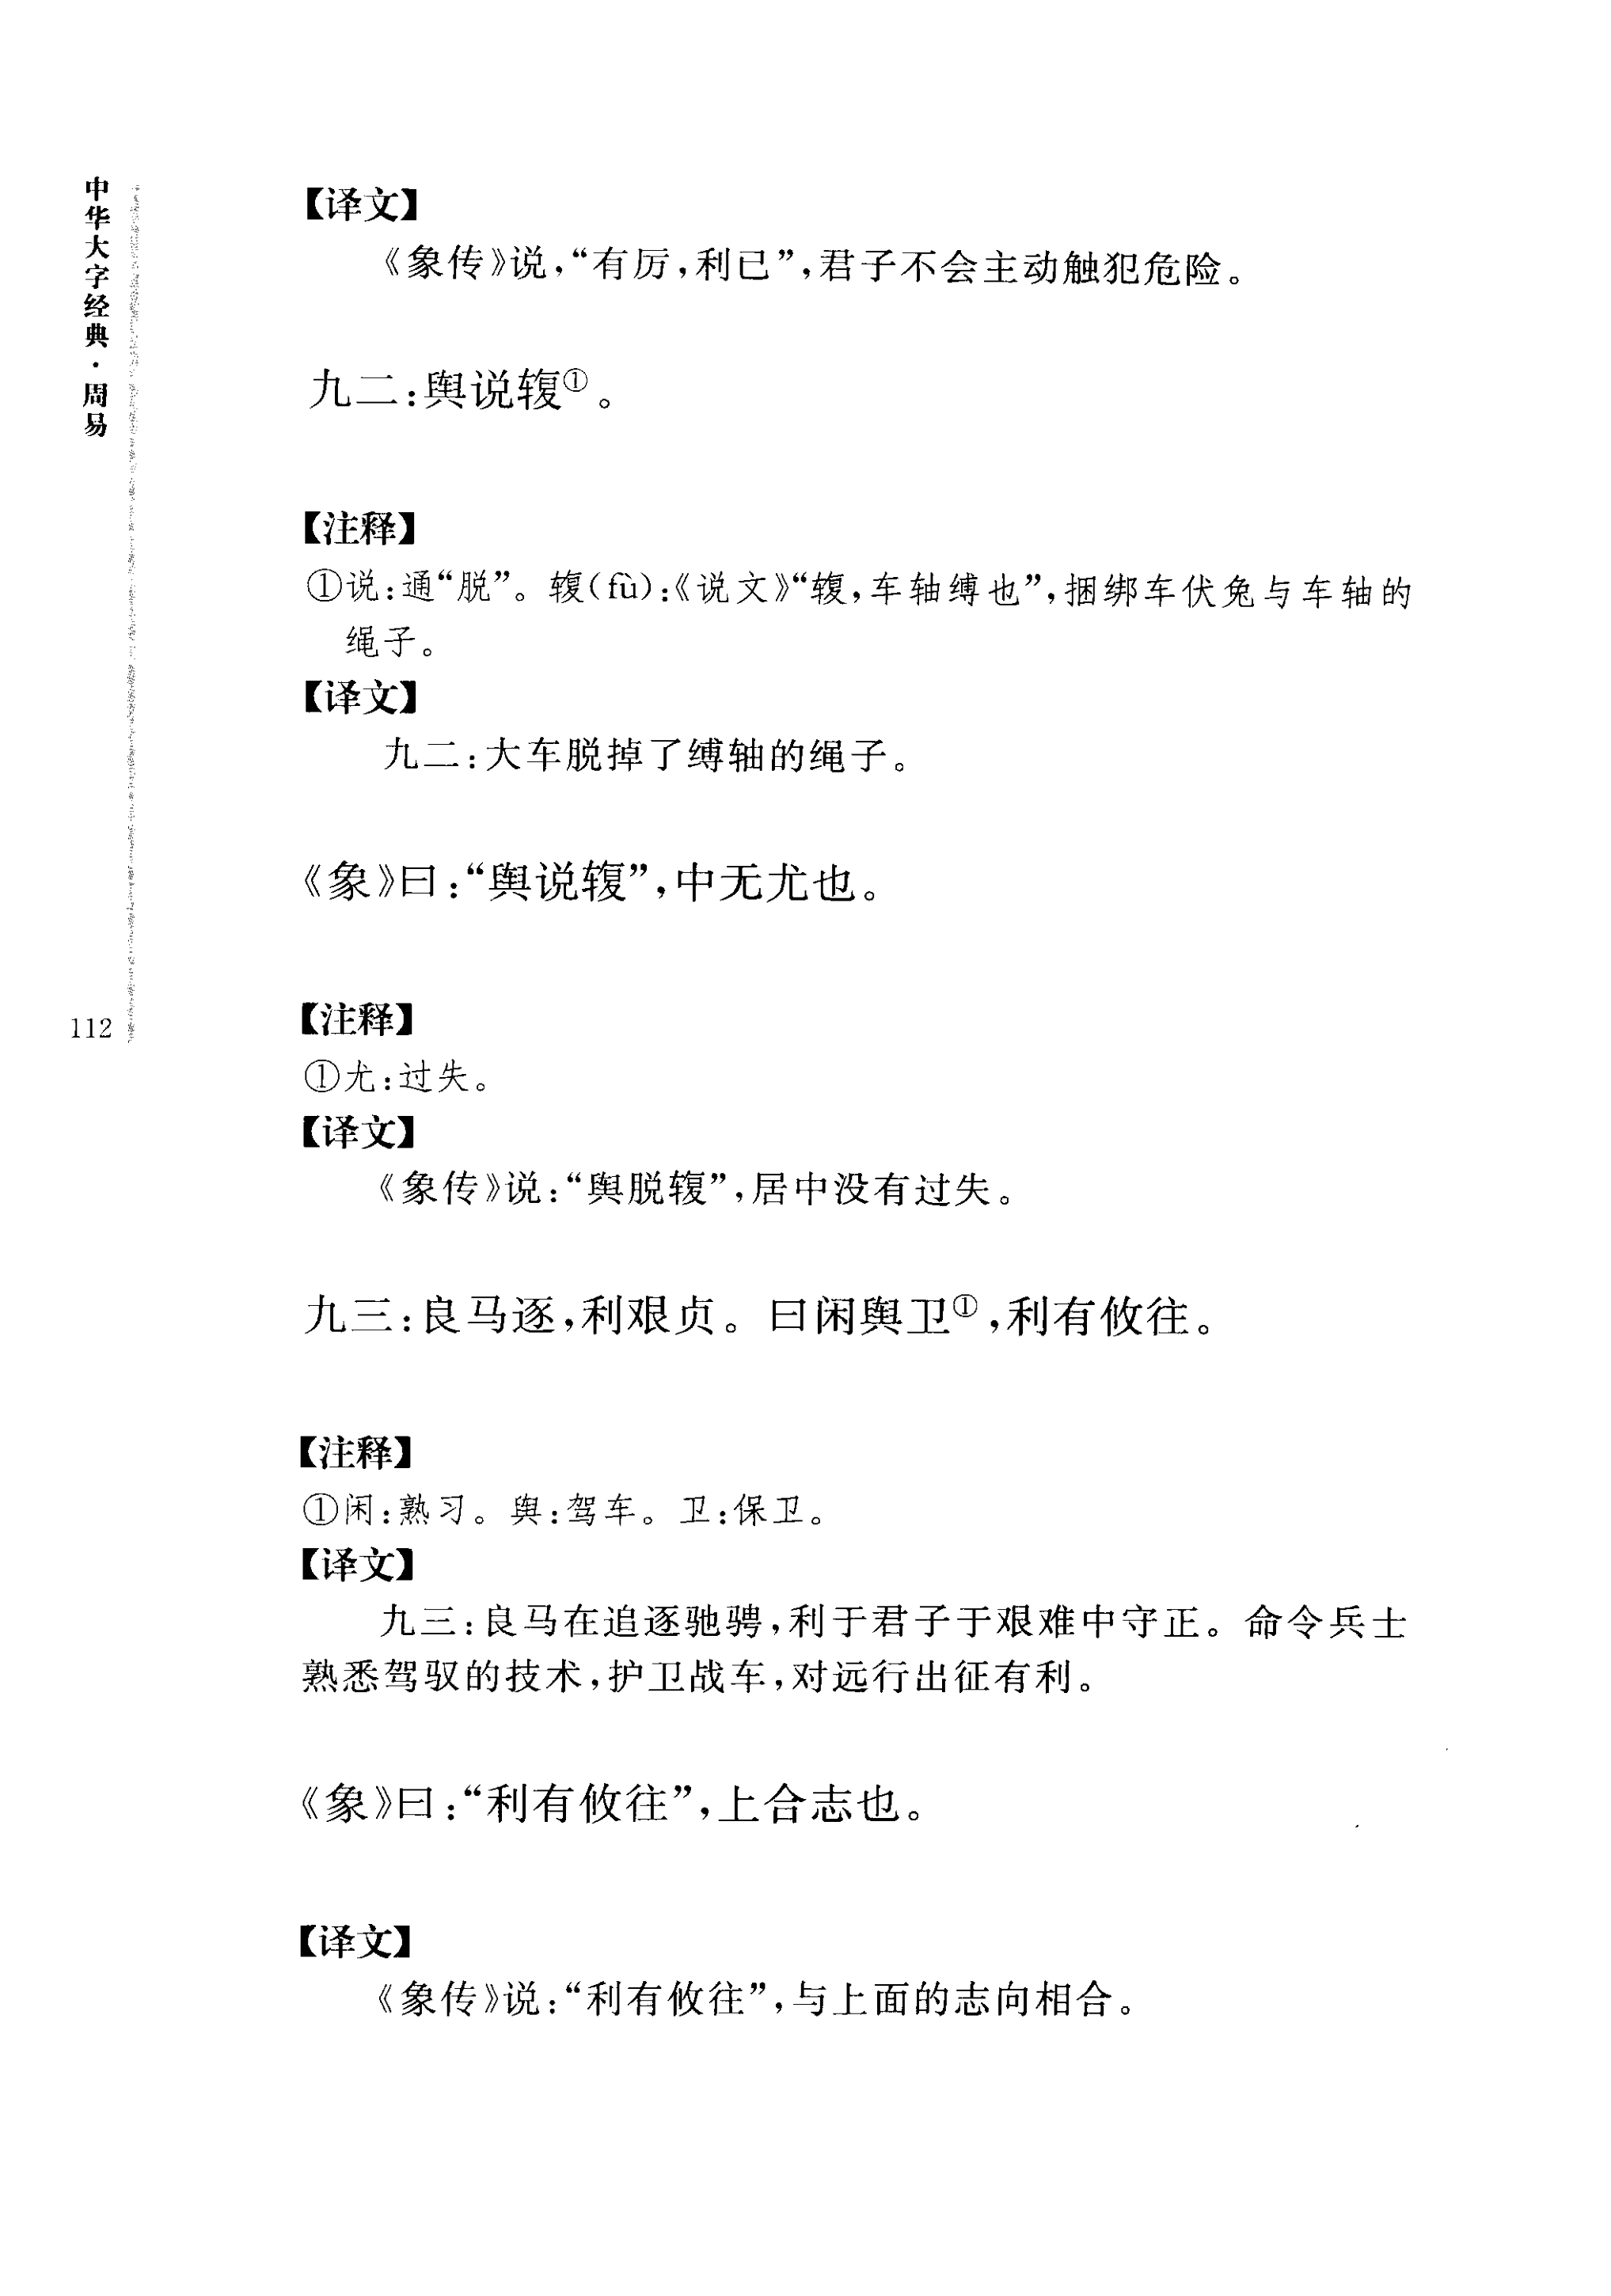 中华大字经典·周易
112
【译文】
《象传》说，“有厉，利已”，君子不会主动触犯危险。
九二：舆说輹①。
【注释】
①说：通“脱”。輹(fù)：《说文》“輹，车轴缚也”，捆绑车伏兔与车轴的
绳子。
【译文】
九二：大车脱掉了缚轴的绳子。
《象》曰：“舆说輹”，中无尤也。
【注释】
①尤：过失。
【译文】
《象传》说：“舆脱輹”，居中没有过失。
九三：良马逐，利艰贞。曰闲舆卫①，利有攸往。
【注释】
①闲：熟习。舆：驾车。卫：保卫。
【译文】
九三：良马在追逐驰骋，利于君子于艰难中守正。命令兵士
熟悉驾驭的技术，护卫战车，对远行出征有利。
《象》曰：“利有攸往”，上合志也。
【译文】
《象传》说：“利有攸往”，与上面的志向相合。